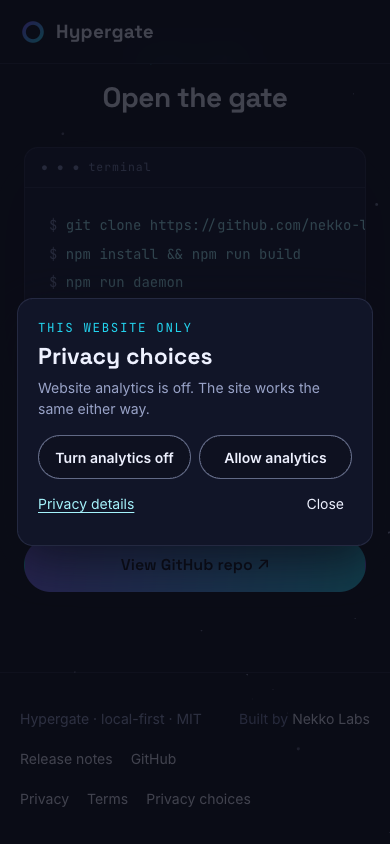 Hypergate
Open the gate
terminal
$ git clone https://github.com/nekko-l
$ npm install && npm run build
$ npm run daemon
THIS WEBSITE ONLY
Privacy choices
Website analytics is off. The site works the
same either way.
Turn analytics off
Allow analytics
Privacy details
Close
View GitHub repo ↗
Hypergate · local-first · MIT
Built by Nekko Labs
Release notes
GitHub
Privacy
Terms
Privacy choices